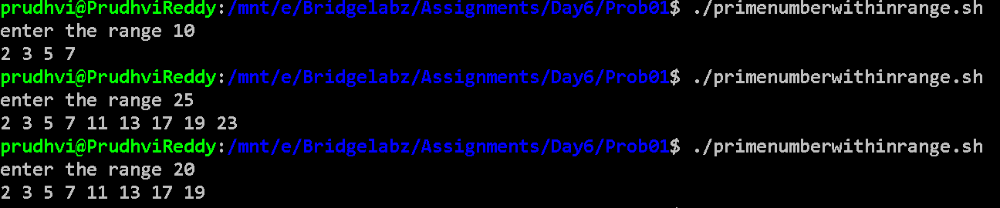 prudhvi@PrudhviReddy:/mnt/e/Bridgelabz/Assignments/Day6/Prob01$ ./primenumberwithinrange.sh
enter the range 10
2 3 5 7
prudhvi@PrudhviReddy:/mnt/e/Bridgelabz/Assignments/Day6/Prob01$ ./primenumberwithinrange.sh
enter the range 25
2 3 5 7 11 13 17 19 23
prudhvi@PrudhviReddy:/mnt/e/Bridgelabz/Assignments/Day6/Prob01$ ./primenumberwithinrange.sh
enter the range 20
2 3 5 7 11 13 17 19